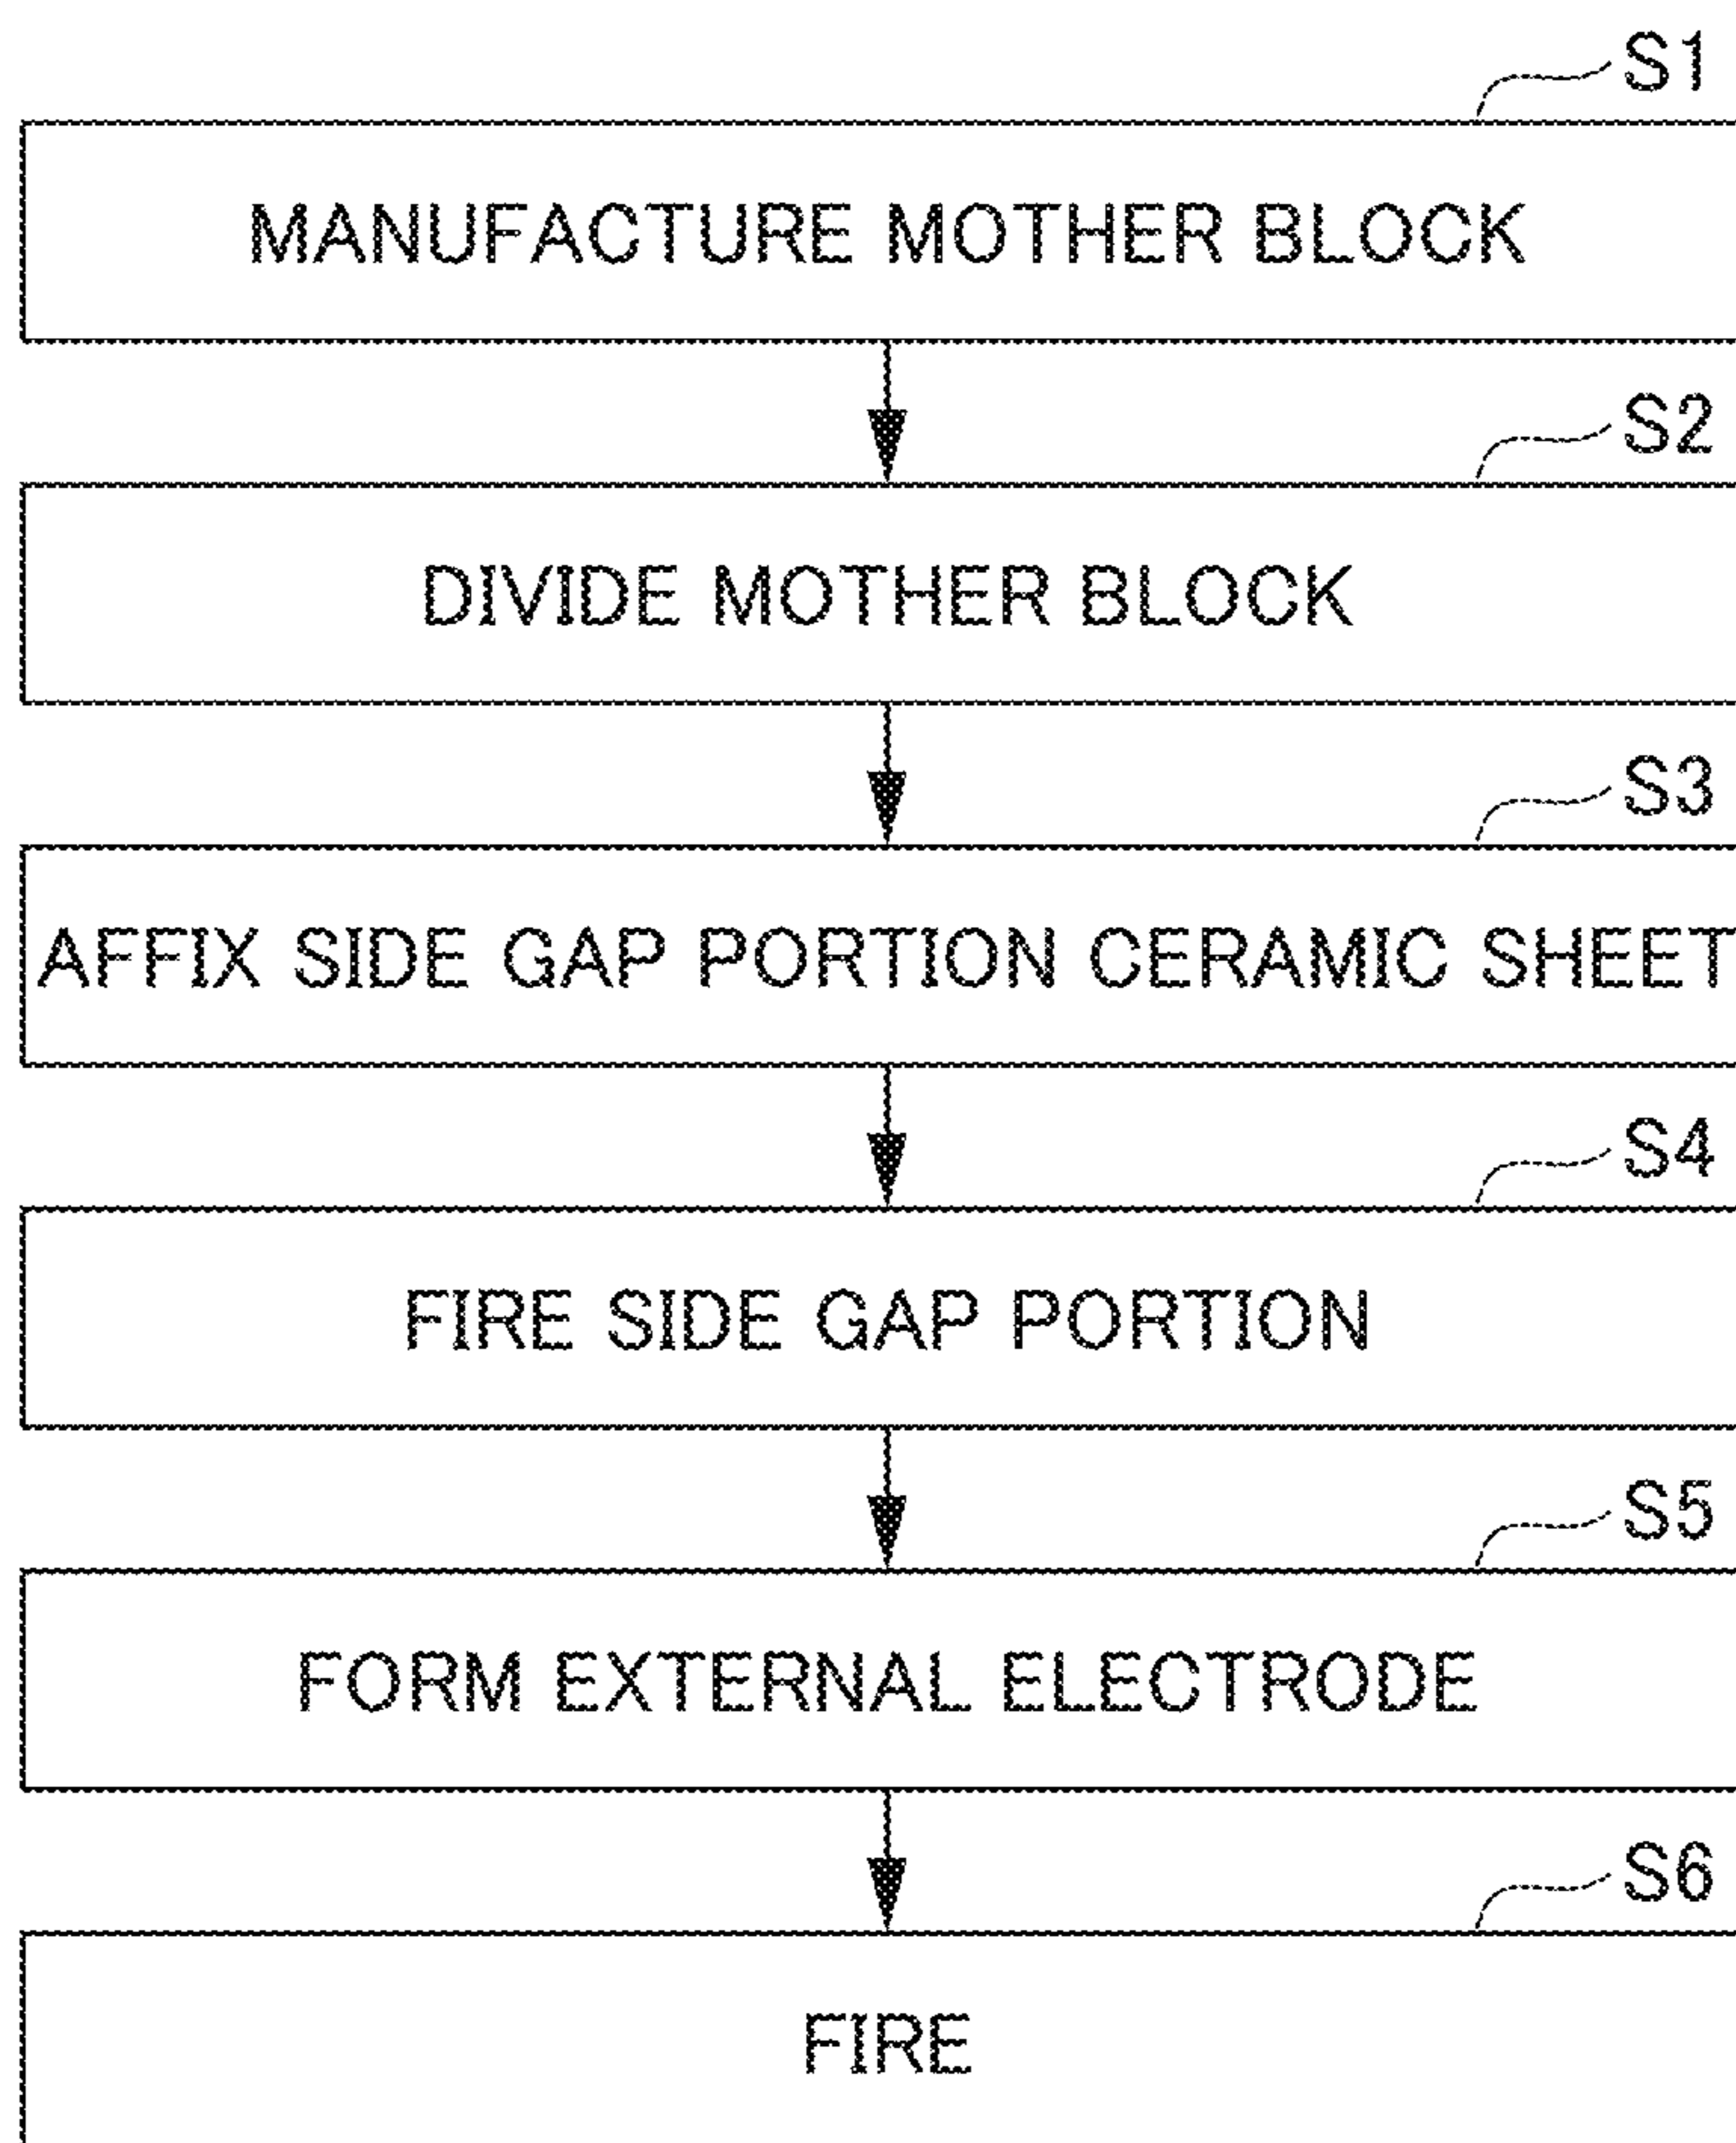 S1
MANUFACTURE MOTHER BLOCK
S2
DIVIDE MOTHER BLOCK
S3
AFFIX SIDE GAP PORTION CERAMIC SHEET
S4
FIRE SIDE GAP PORTION
S5
FORM EXTERNAL ELECTRODE
S6
FIRE